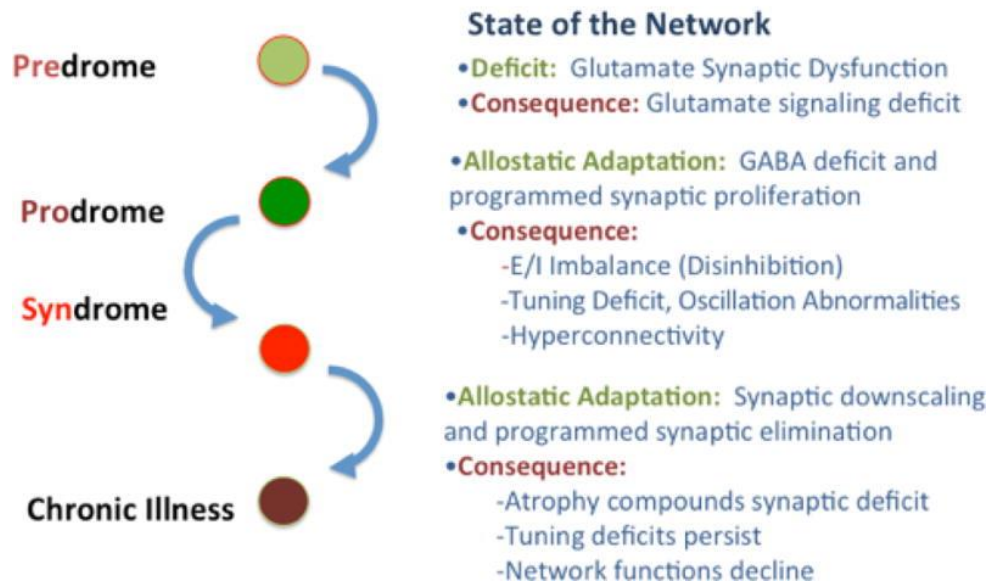 State of the Network
Predrome
•Deficit: Glutamate Synaptic Dysfunction
•Consequence: Glutamate signaling deficit
Prodrome
•Allostatic Adaptation: GABA deficit and
programmed synaptic proliferation
•Consequence:
-E/I Imbalance (Disinhibition)
-Tuning Deficit, Oscillation Abnormalities
-Hyperconnectivity
Syndrome
•Allostatic Adaptation: Synaptic downscaling
and programmed synaptic elimination
•Consequence:
-Atrophy compounds synaptic deficit
-Tuning deficits persist
-Network functions decline
Chronic Illness